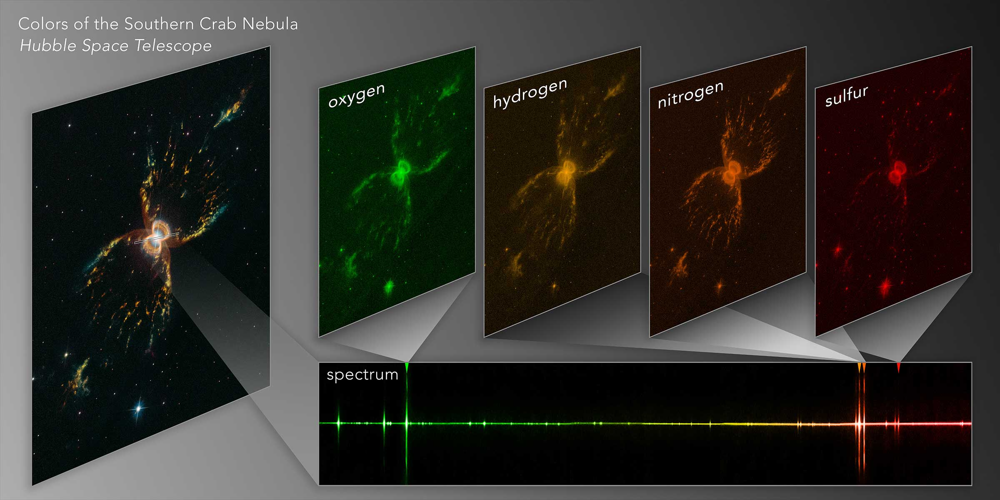 Colors of the Southern Crab Nebula
Hubble Space Telescope
oxygen
hydrogen
nitrogen
sulfur
spectrum